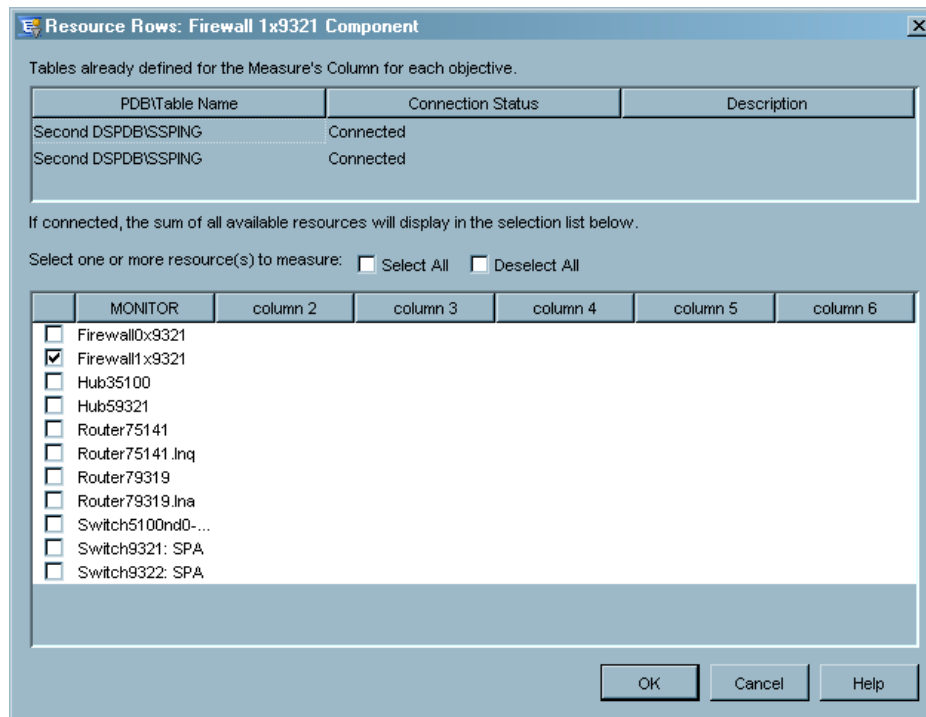 Resource Rows: Firewall 1x9321 Component
Tables already defined for the Measure's Column for each objective.
PDB\Table Name Connection Status Description
Second DSPDB\SSPING Connected
Second DSPDB\SSPING Connected
If connected, the sum of all available resources will display in the selection list below.
Select one or more resource(s) to measure: Select All Deselect All
MONITOR column 2 column 3 column 4 column 5 column 6
Firewall0x9321
Firewall1x9321
Hub35100
Hub59321
Router75141
Router75141.lnq
Router79319
Router79319.lna
Switch5100nd0-...
Switch9321: SPA
Switch9322: SPA
OK Cancel Help